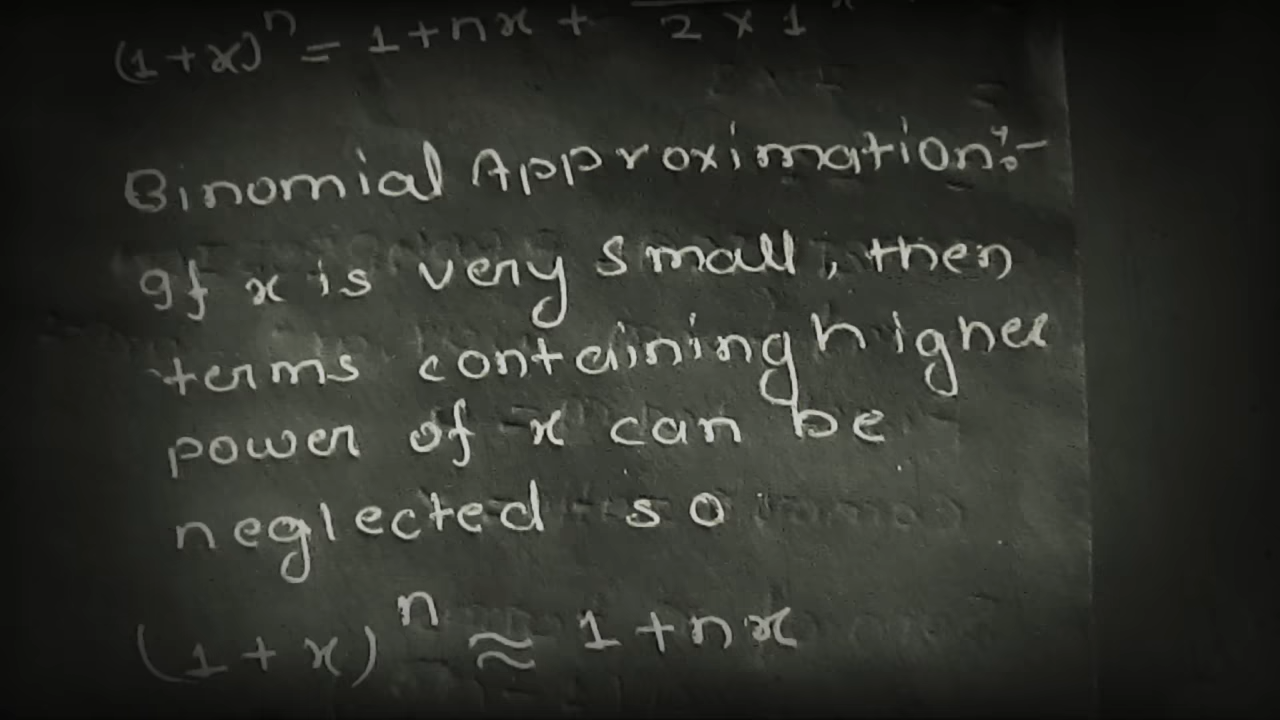 (1+x)ⁿ = 1+nx + 2 × 1
Binomial Approximation:-
If x is very small, then
terms containing higher
power of x can be
neglected so
(1+x)ⁿ ≈ 1+nx